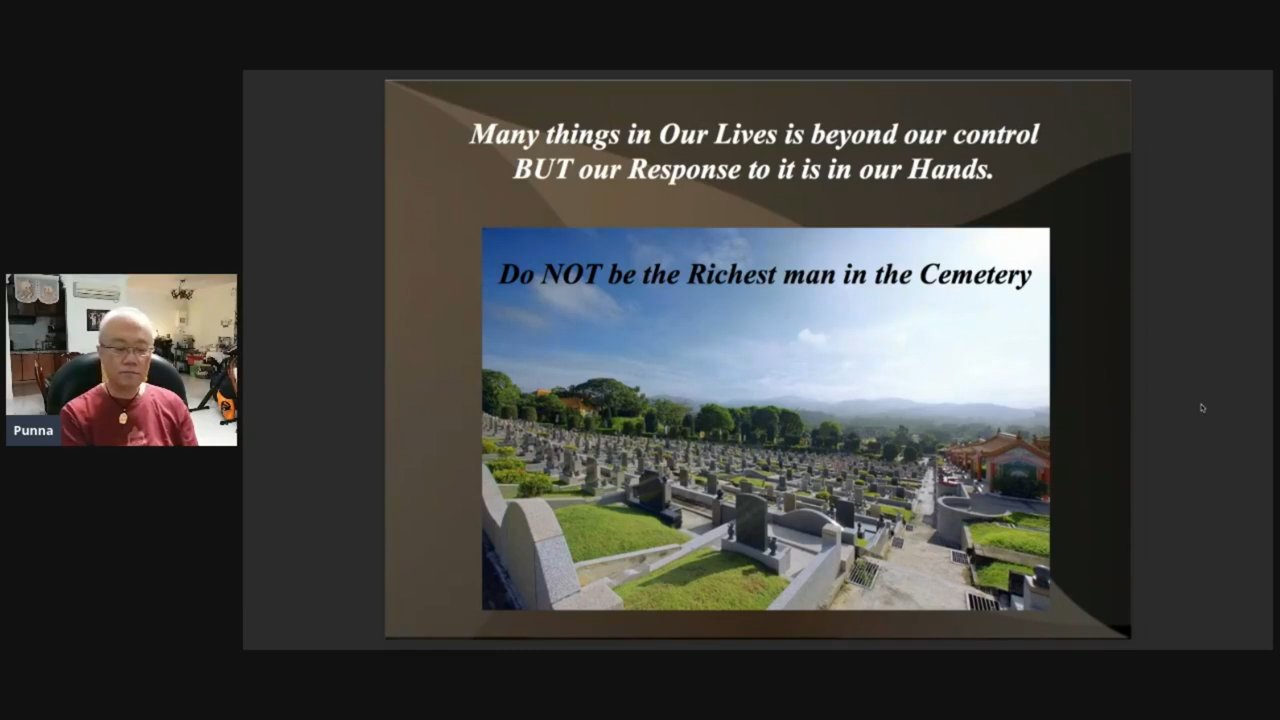 Many things in Our Lives is beyond our control
BUT our Response to it is in our Hands.
Do NOT be the Richest man in the Cemetery
Punna